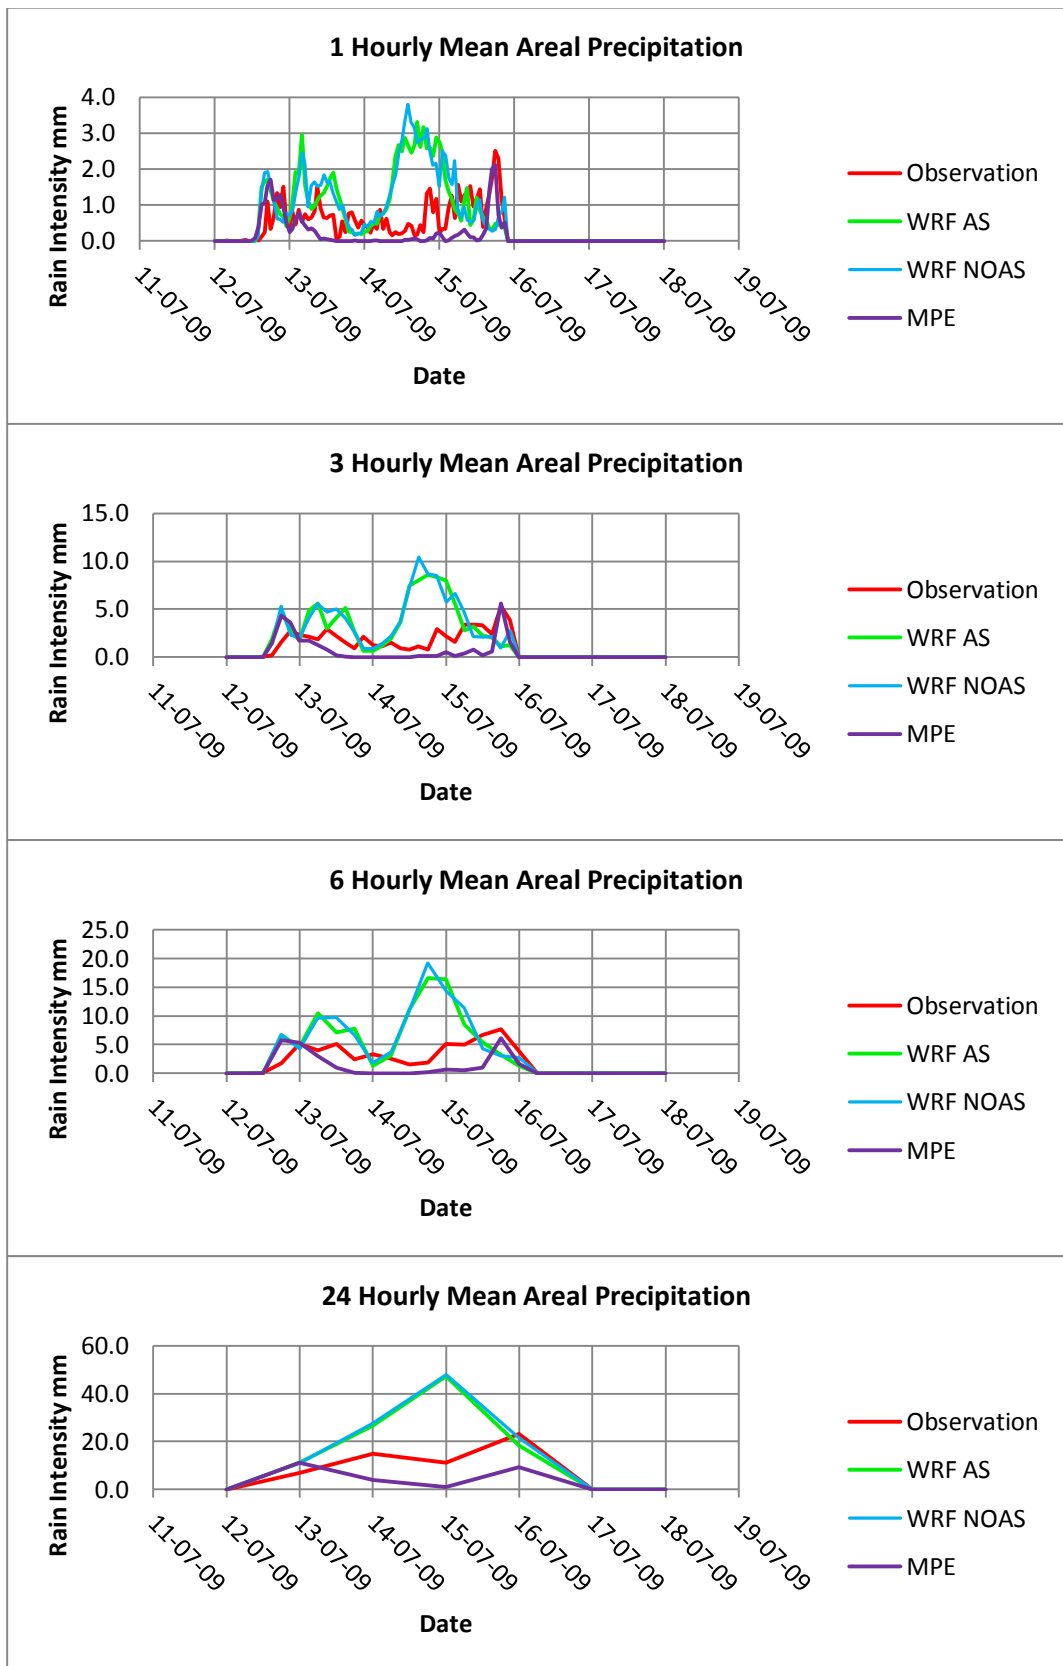 1 Hourly Mean Areal Precipitation
Rain Intensity mm
4.0
3.0
2.0
1.0
0.0
11-07-09
12-07-09
13-07-09
14-07-09
15-07-09
16-07-09
17-07-09
18-07-09
19-07-09
Date
Observation
WRF AS
WRF NOAS
MPE
3 Hourly Mean Areal Precipitation
Rain Intensity mm
15.0
10.0
5.0
0.0
11-07-09
12-07-09
13-07-09
14-07-09
15-07-09
16-07-09
17-07-09
18-07-09
19-07-09
Date
Observation
WRF AS
WRF NOAS
MPE
6 Hourly Mean Areal Precipitation
Rain Intensity mm
25.0
20.0
15.0
10.0
5.0
0.0
11-07-09
12-07-09
13-07-09
14-07-09
15-07-09
16-07-09
17-07-09
18-07-09
19-07-09
Date
Observation
WRF AS
WRF NOAS
MPE
24 Hourly Mean Areal Precipitation
Rain Intensity mm
60.0
40.0
20.0
0.0
11-07-09
12-07-09
13-07-09
14-07-09
15-07-09
16-07-09
17-07-09
18-07-09
19-07-09
Date
Observation
WRF AS
WRF NOAS
MPE